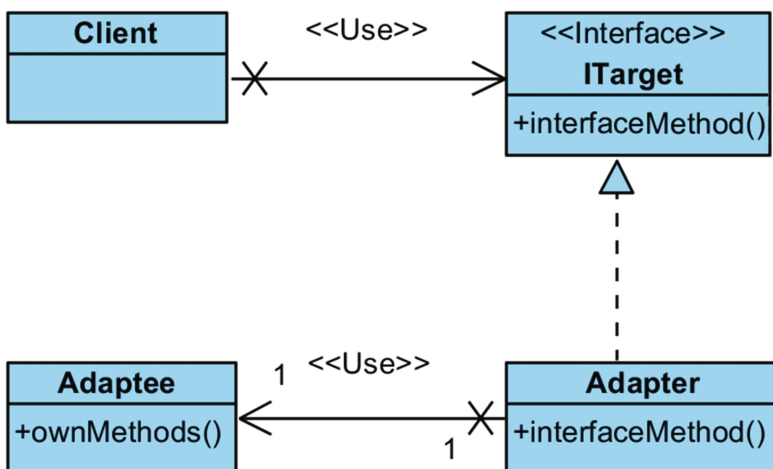 Client
<<Use>>
<<Interface>>
ITarget
+interfaceMethod()
Adaptee
+ownMethods()
1
<<Use>>
1
Adapter
+interfaceMethod()